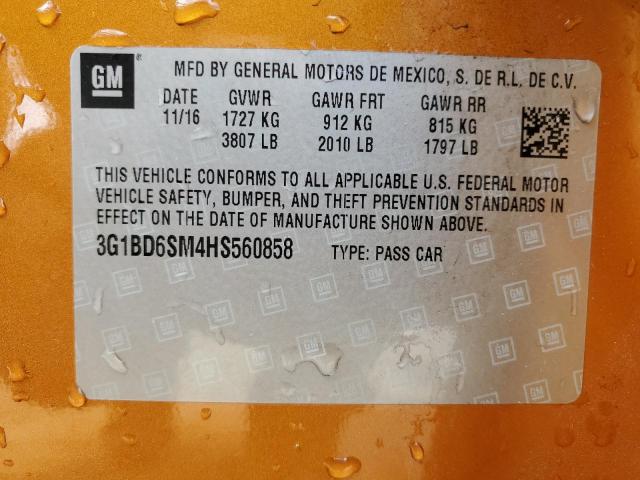 GM
MFD BY GENERAL MOTORS DE MEXICO, S. DE R.L. DE C.V.
DATE GVWR GAWR FRT GAWR RR
11/16 1727 KG 912 KG 815 KG
3807 LB 2010 LB 1797 LB
THIS VEHICLE CONFORMS TO ALL APPLICABLE U.S. FEDERAL MOTOR
VEHICLE SAFETY, BUMPER, AND THEFT PREVENTION STANDARDS IN
EFFECT ON THE DATE OF MANUFACTURE SHOWN ABOVE.
3G1BD6SM4HS560858 TYPE: PASS CAR